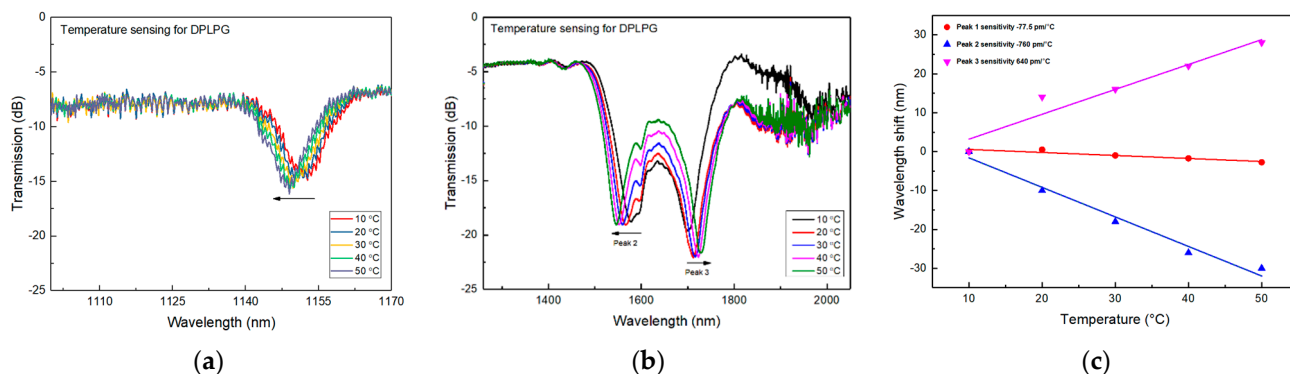 Temperature sensing for DPLPG
0
-5
-10
-15
-20
-25
Transmission (dB)
10 °C
20 °C
30 °C
40 °C
50 °C
1110
1125
1140
1155
1170
Wavelength (nm)
(a)
Temperature sensing for DPLPG
0
-5
-10
-15
-20
-25
Transmission (dB)
Peak 2
Peak 3
10 °C
20 °C
30 °C
40 °C
50 °C
1400
1600
1800
2000
Wavelength (nm)
(b)
Peak 1 sensitivity -77.5 pm/°C
Peak 2 sensitivity -760 pm/°C
Peak 3 sensitivity 640 pm/°C
30
20
10
0
-10
-20
-30
Wavelength shift (nm)
10
20
30
40
50
Temperature (°C)
(c)